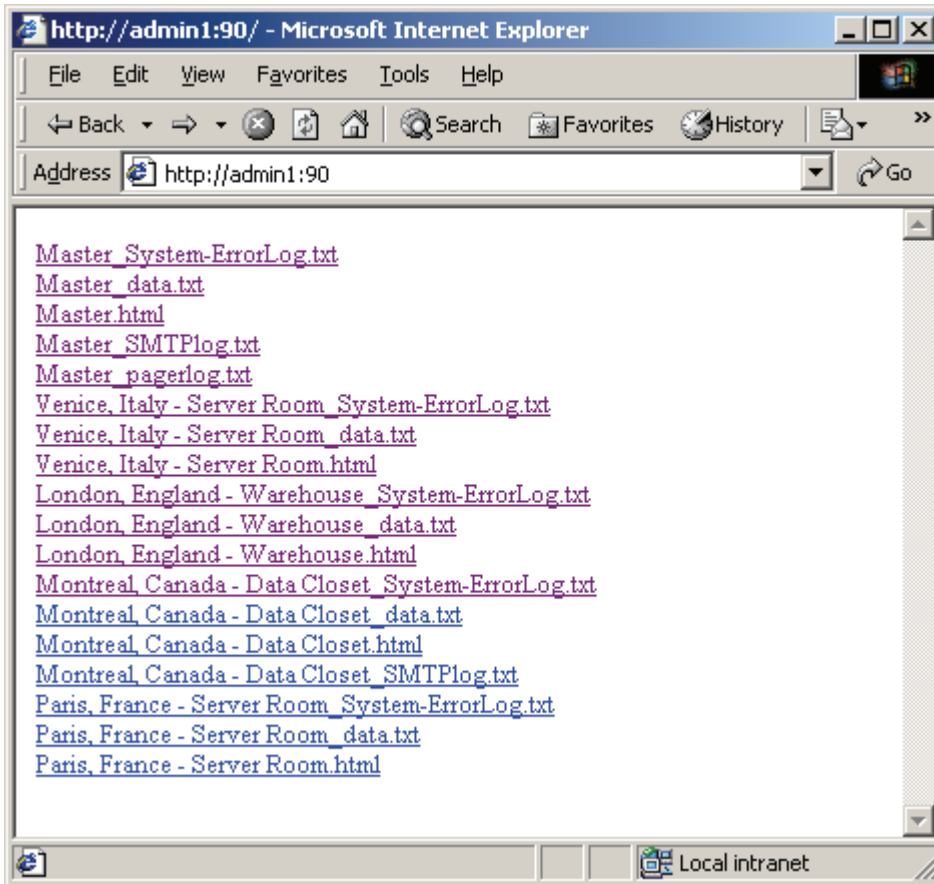 http://admin1:90/ - Microsoft Internet Explorer
File Edit View Favorites Tools Help
Back Search Favorites History »
Address http://admin1:90 Go
Master_System-ErrorLog.txt
Master_data.txt
Master.html
Master_SMTPlog.txt
Master_pagerlog.txt
Venice, Italy - Server Room_System-ErrorLog.txt
Venice, Italy - Server Room_data.txt
Venice, Italy - Server Room.html
London, England - Warehouse_System-ErrorLog.txt
London, England - Warehouse_data.txt
London, England - Warehouse.html
Montreal, Canada - Data Closet_System-ErrorLog.txt
Montreal, Canada - Data Closet_data.txt
Montreal, Canada - Data Closet.html
Montreal, Canada - Data Closet_SMTPlog.txt
Paris, France - Server Room_System-ErrorLog.txt
Paris, France - Server Room_data.txt
Paris, France - Server Room.html
Local intranet